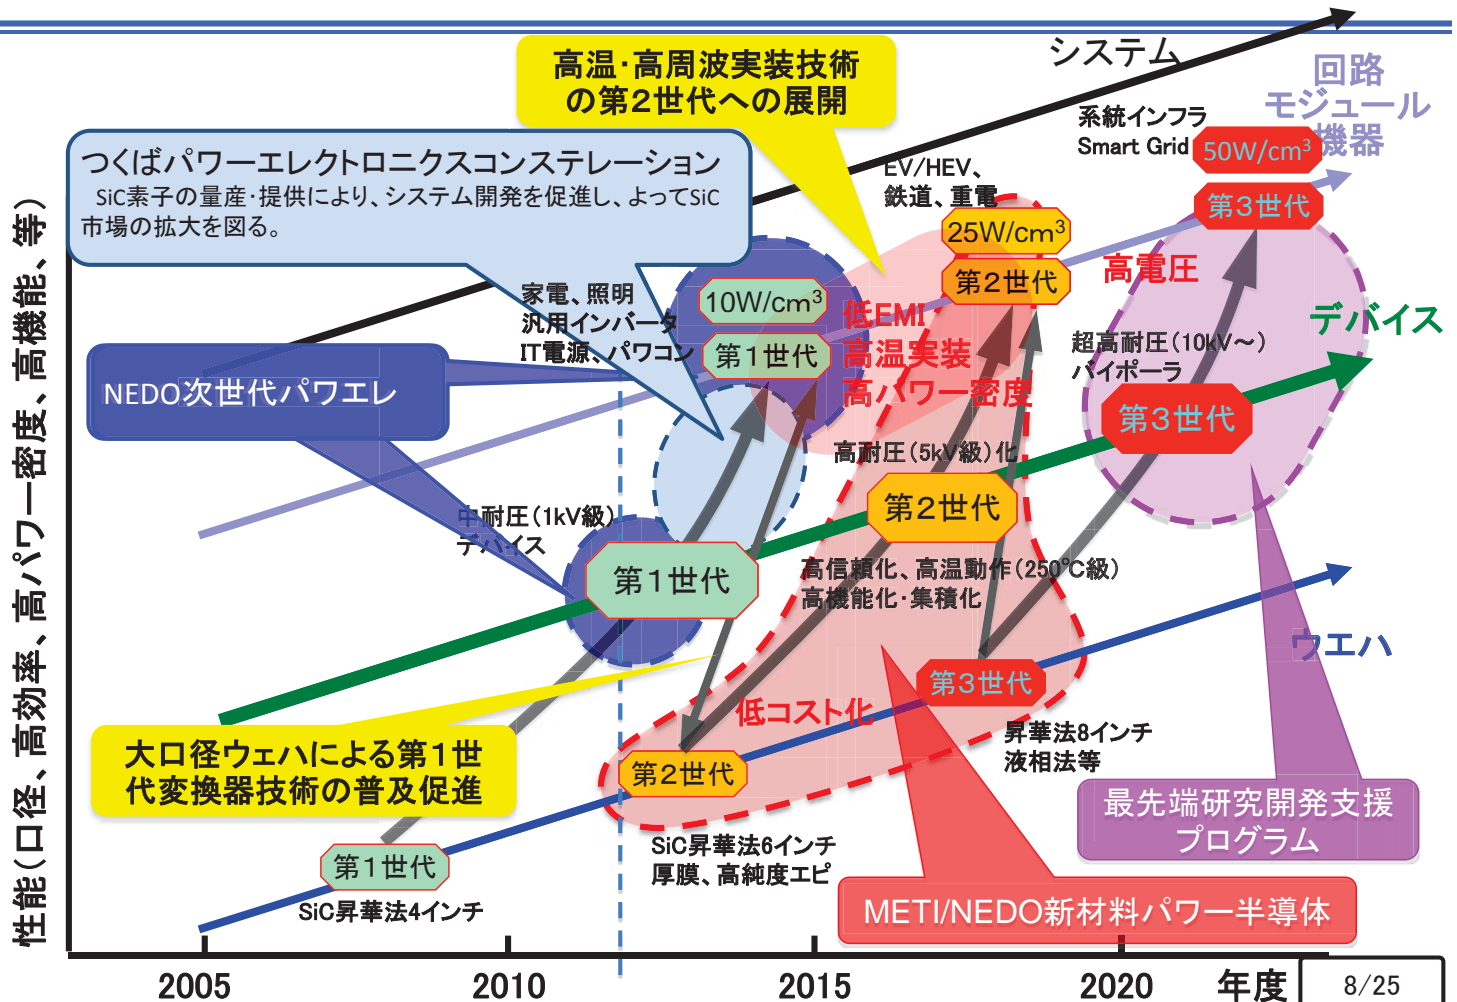 高温・高周波実装技術
の第2世代への展開
システム
回路
モジュール
機器
系統インフラ
Smart Grid
50W/cm³
第3世代
つくばパワーエレクトロニクスコンステレーション
SiC素子の量産・提供により、システム開発を促進し、よってSiC
市場の拡大を図る。
EV/HEV、
鉄道、重電
25W/cm³
第2世代
高電圧
家電、照明
汎用インバータ
IT電源、パワコン
10W/cm³
第1世代
低EMI
高温実装
高パワー密度
デバイス
超高耐圧(10kV～)
バイポーラ
第3世代
NEDO次世代パワエレ
高耐圧(5kV級)化
第2世代
中耐圧(1kV級)
デバイス
第1世代
高信頼化、高温動作(250℃級)
高機能化・集積化
ウエハ
第3世代
低コスト化
昇華法8インチ
液相法等
大口径ウェハによる第1世
代変換器技術の普及促進
第2世代
最先端研究開発支援
プログラム
SiC昇華法6インチ
厚膜、高純度エピ
第1世代
SiC昇華法4インチ
METI/NEDO新材料パワー半導体
性能(口径、高効率、高パワー密度、高機能、等)
2005
2010
2015
2020
年度
8/25